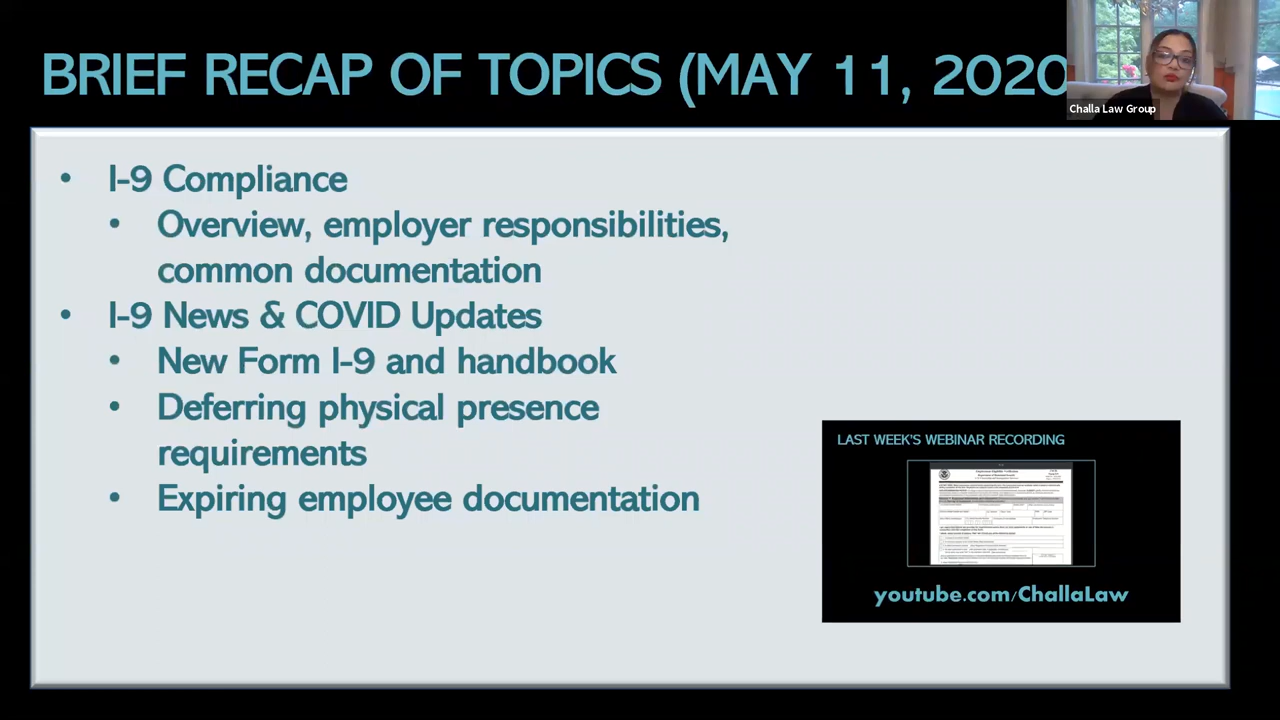 BRIEF RECAP OF TOPICS (MAY 11, 2020
Challa Law Group
• I-9 Compliance
• Overview, employer responsibilities,
common documentation
• I-9 News & COVID Updates
• New Form I-9 and handbook
• Deferring physical presence
requirements
• Expiring employee documentation
LAST WEEK'S WEBINAR RECORDING
youtube.com/ChallaLaw